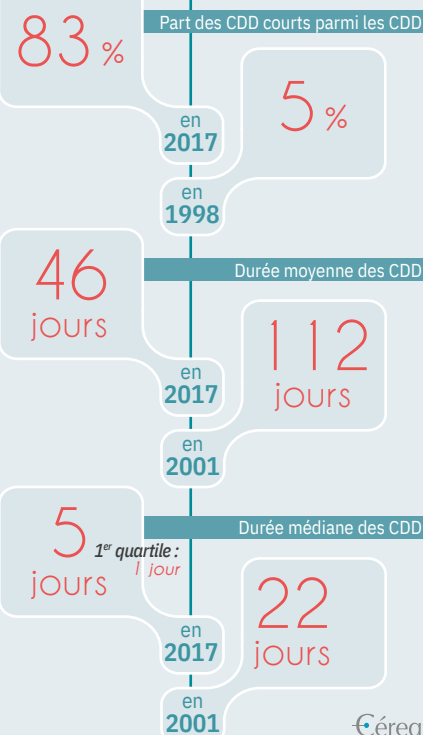 Part des CDD courts parmi les CDD
83 %
en
2017
5 %
en
1998
Durée moyenne des CDD
46
jours
en
2017
112
jours
en
2001
Durée médiane des CDD
5
jours
1er quartile :
1 jour
en
2017
22
jours
en
2001
Céreq